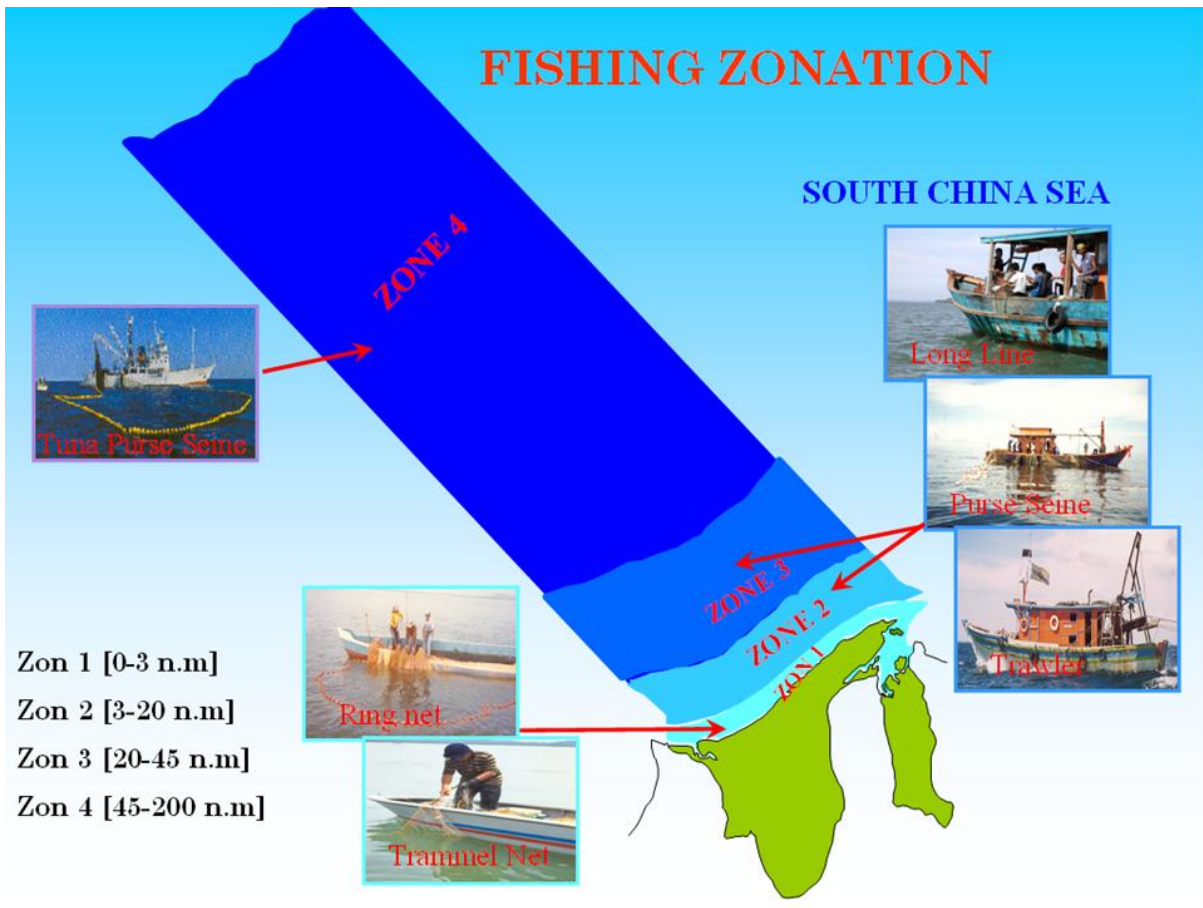 FISHING ZONATION
SOUTH CHINA SEA
ZONE 4
Long Line
Tuna Purse Seine
Purse Seine
ZONE 3
ZONE 2
ZON 1
Trawler
Ring net
Trammel Net
Zon 1 [0-3 n.m]
Zon 2 [3-20 n.m]
Zon 3 [20-45 n.m]
Zon 4 [45-200 n.m]